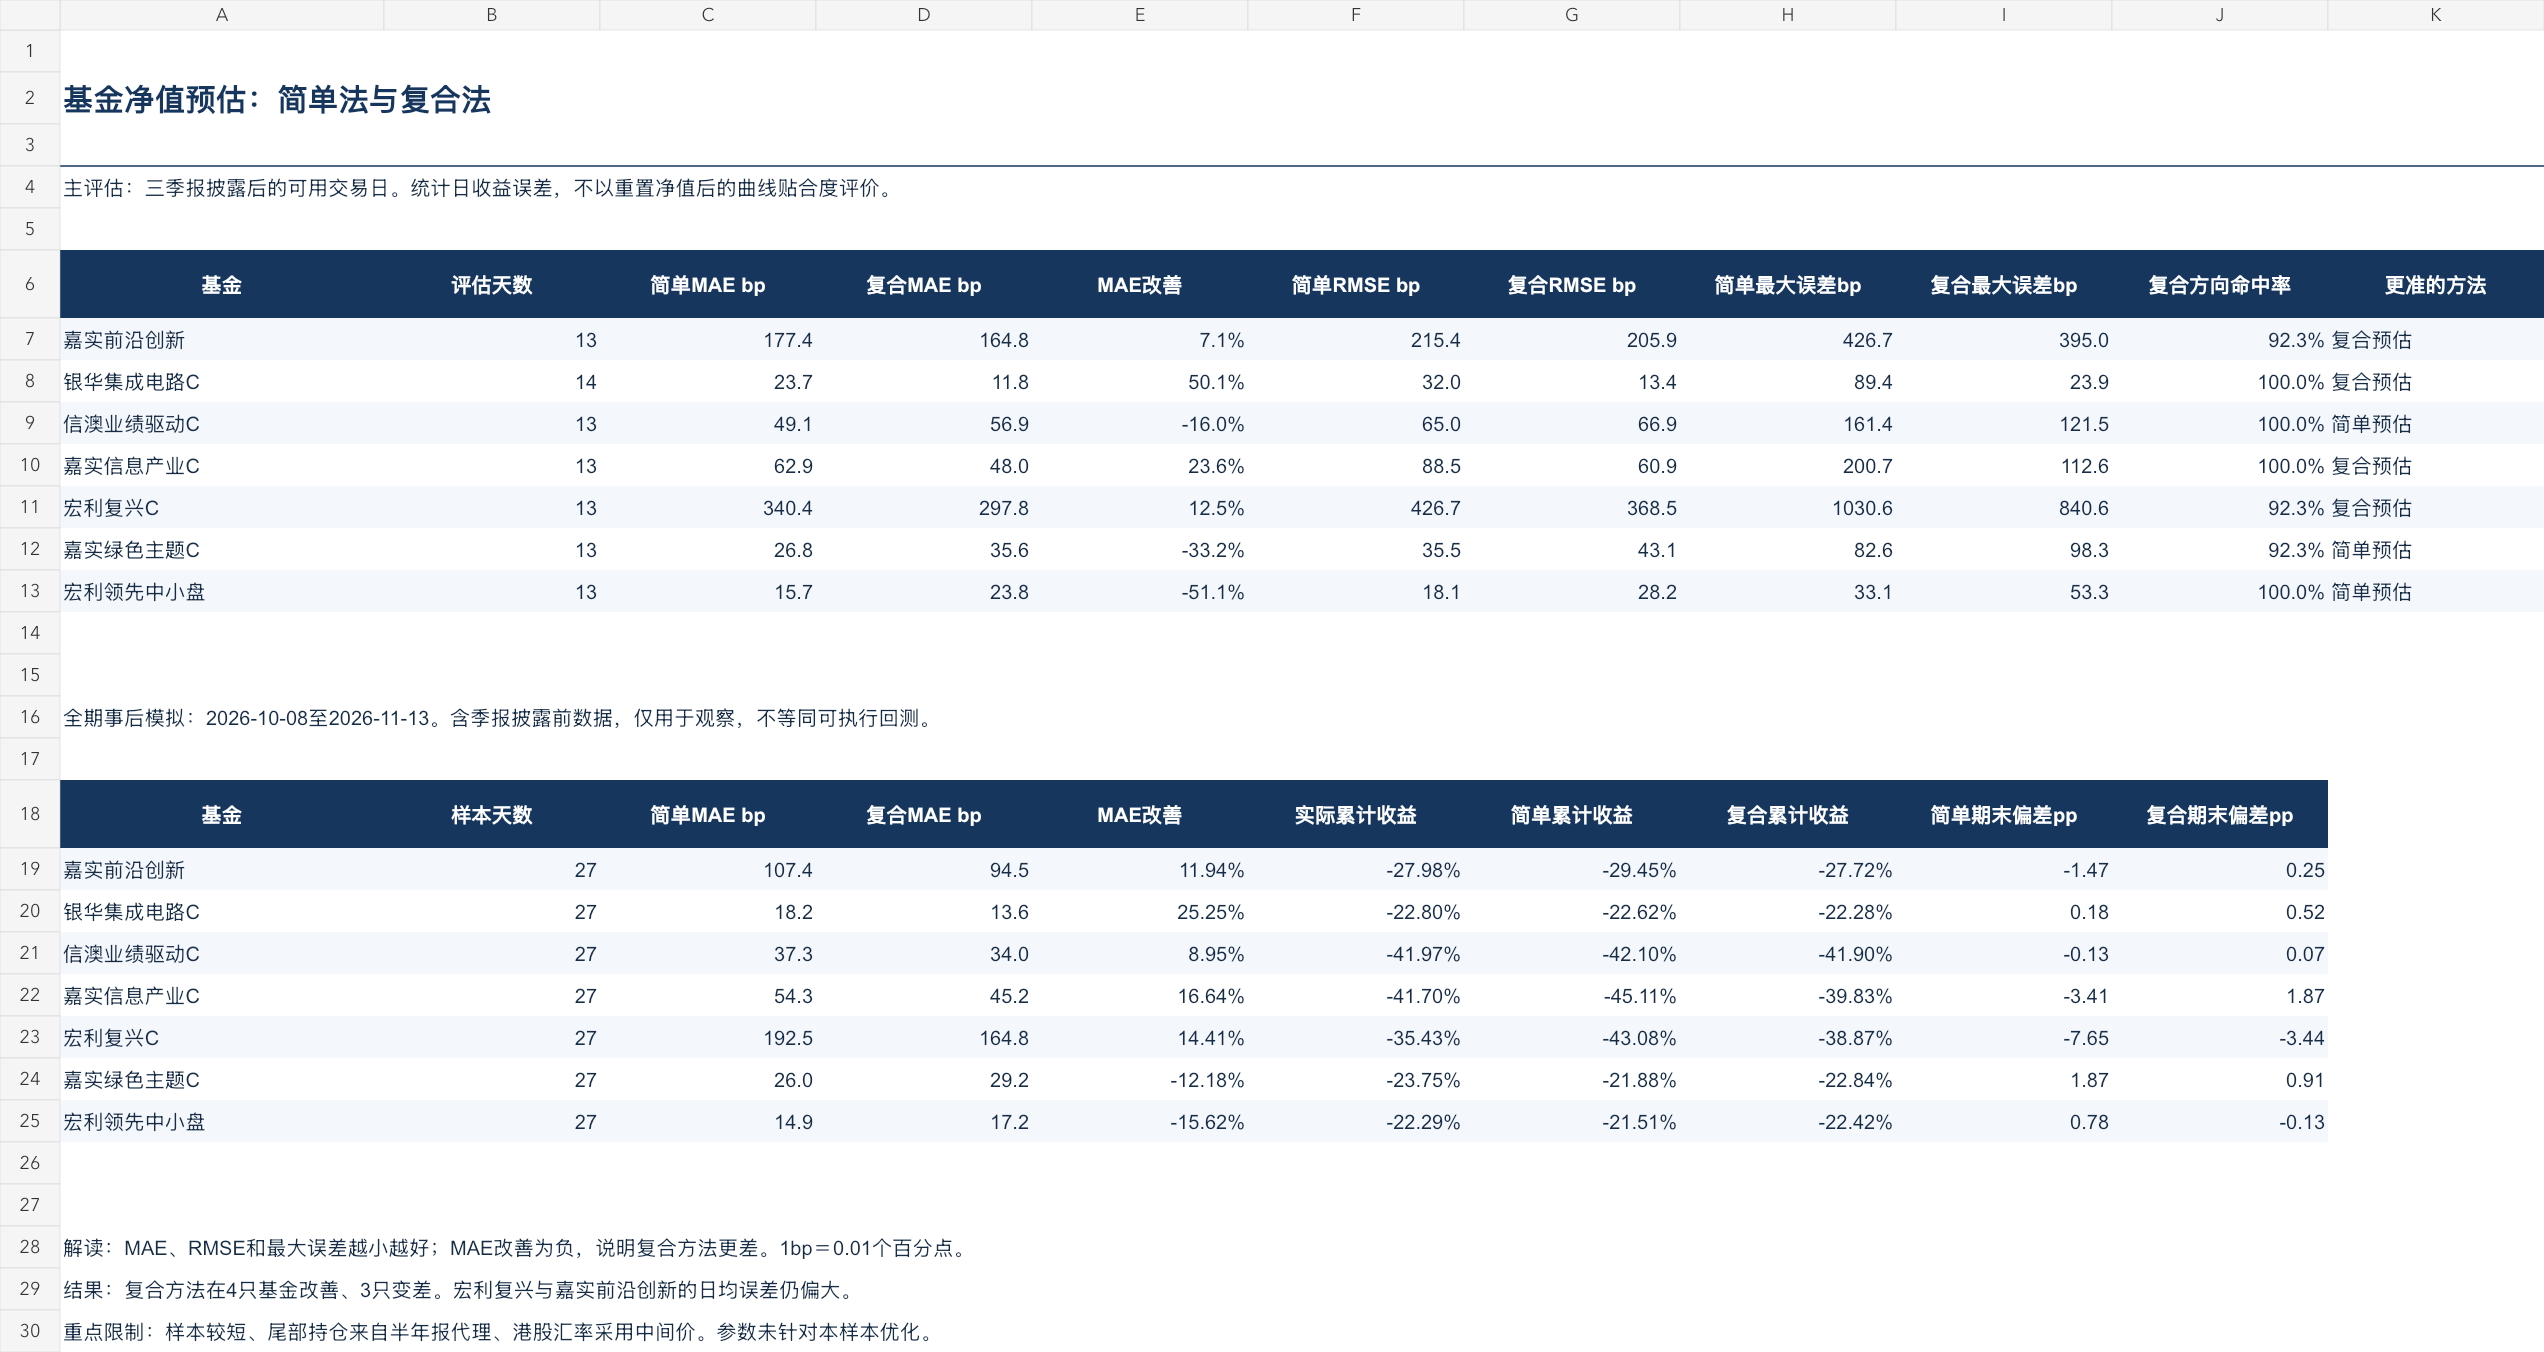 A B C D E F G H I J K
1
2 基金净值预估：简单法与复合法
3
4 主评估：三季报披露后的可用交易日。统计日收益误差，不以重置净值后的曲线贴合度评价。
5
6 基金 评估天数 简单MAE bp 复合MAE bp MAE改善 简单RMSE bp 复合RMSE bp 简单最大误差bp 复合最大误差bp 复合方向命中率 更准的方法
7 嘉实前沿创新 13 177.4 164.8 7.1% 215.4 205.9 426.7 395.0 92.3% 复合预估
8 银华集成电路C 14 23.7 11.8 50.1% 32.0 13.4 89.4 23.9 100.0% 复合预估
9 信澳业绩驱动C 13 49.1 56.9 -16.0% 65.0 66.9 161.4 121.5 100.0% 简单预估
10 嘉实信息产业C 13 62.9 48.0 23.6% 88.5 60.9 200.7 112.6 100.0% 复合预估
11 宏利复兴C 13 340.4 297.8 12.5% 426.7 368.5 1030.6 840.6 92.3% 复合预估
12 嘉实绿色主题C 13 26.8 35.6 -33.2% 35.5 43.1 82.6 98.3 92.3% 简单预估
13 宏利领先中小盘 13 15.7 23.8 -51.1% 18.1 28.2 33.1 53.3 100.0% 简单预估
14
15
16 全期事后模拟：2026-10-08至2026-11-13。含季报披露前数据，仅用于观察，不等同可执行回测。
17
18 基金 样本天数 简单MAE bp 复合MAE bp MAE改善 实际累计收益 简单累计收益 复合累计收益 简单期末偏差pp 复合期末偏差pp
19 嘉实前沿创新 27 107.4 94.5 11.94% -27.98% -29.45% -27.72% -1.47 0.25
20 银华集成电路C 27 18.2 13.6 25.25% -22.80% -22.62% -22.28% 0.18 0.52
21 信澳业绩驱动C 27 37.3 34.0 8.95% -41.97% -42.10% -41.90% -0.13 0.07
22 嘉实信息产业C 27 54.3 45.2 16.64% -41.70% -45.11% -39.83% -3.41 1.87
23 宏利复兴C 27 192.5 164.8 14.41% -35.43% -43.08% -38.87% -7.65 -3.44
24 嘉实绿色主题C 27 26.0 29.2 -12.18% -23.75% -21.88% -22.84% 1.87 0.91
25 宏利领先中小盘 27 14.9 17.2 -15.62% -22.29% -21.51% -22.42% 0.78 -0.13
26
27
28 解读：MAE、RMSE和最大误差越小越好；MAE改善为负，说明复合方法更差。1bp＝0.01个百分点。
29 结果：复合方法在4只基金改善、3只变差。宏利复兴与嘉实前沿创新的日均误差仍偏大。
30 重点限制：样本较短、尾部持仓来自半年报代理、港股汇率采用中间价。参数未针对本样本优化。